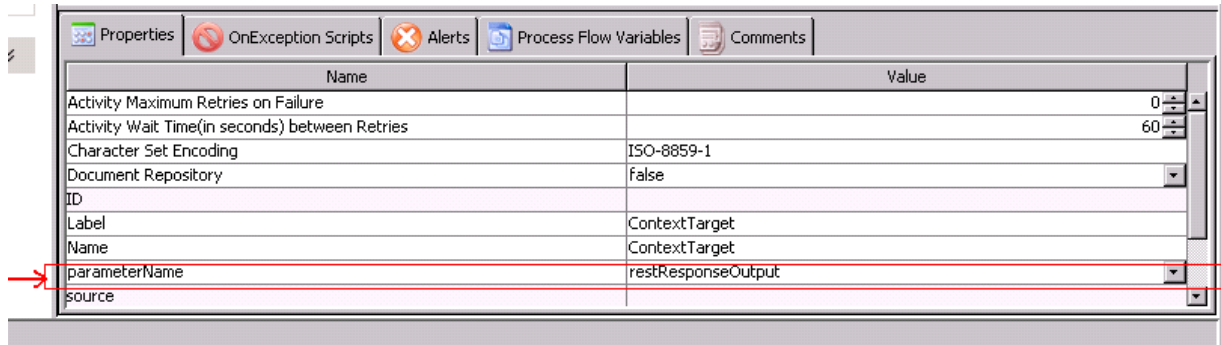 Properties OnException Scripts Alerts Process Flow Variables Comments
Name Value
Activity Maximum Retries on Failure 0
Activity Wait Time(in seconds) between Retries 60
Character Set Encoding ISO-8859-1
Document Repository false
ID
Label ContextTarget
Name ContextTarget
parameterName restResponseOutput
source